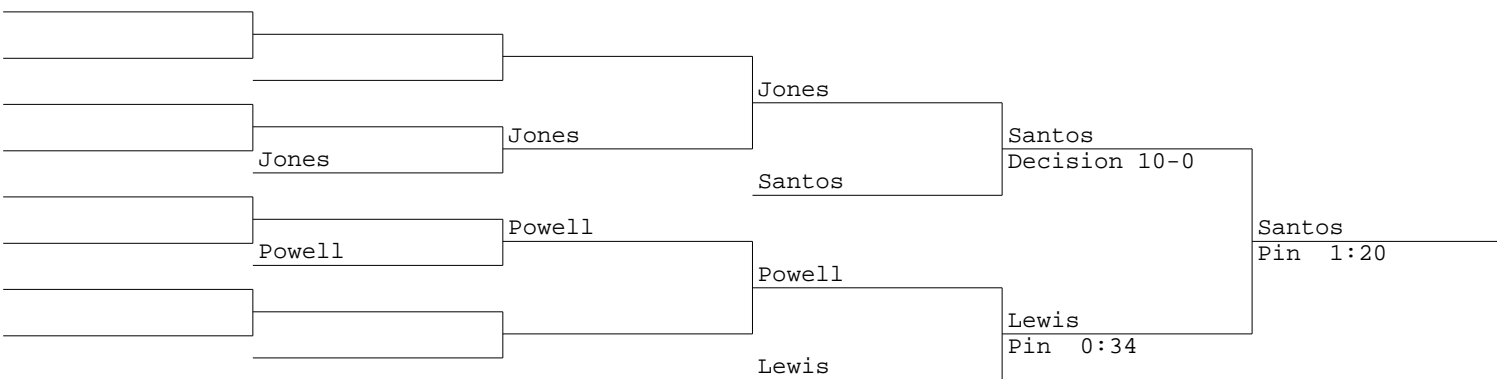 Jones
Jones
Santos
Jones
Decision 10-0
Santos
Powell
Santos
Powell
Pin 1:20
Powell
Lewis
Pin 0:34
Lewis